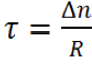 τ = Δn / R